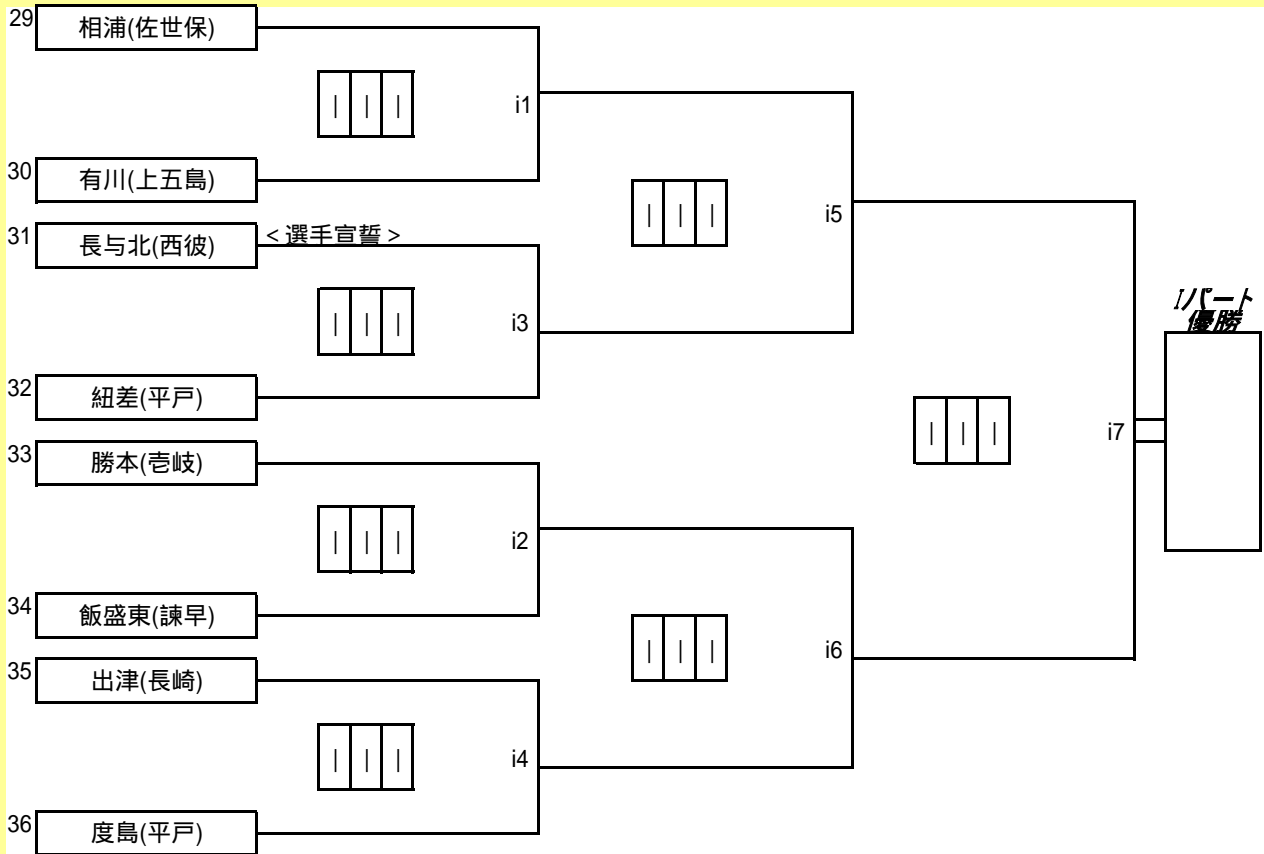 29 相浦(佐世保)
| | | i1
30 有川(上五島)
| | | i5
31 長与北(西彼) <選手宣誓>
| | | i3
32 紐差(平戸)
Iパート
優勝
| | | i7
33 勝本(壱岐)
| | | i2
34 飯盛東(諫早)
| | | i6
35 出津(長崎)
| | | i4
36 度島(平戸)